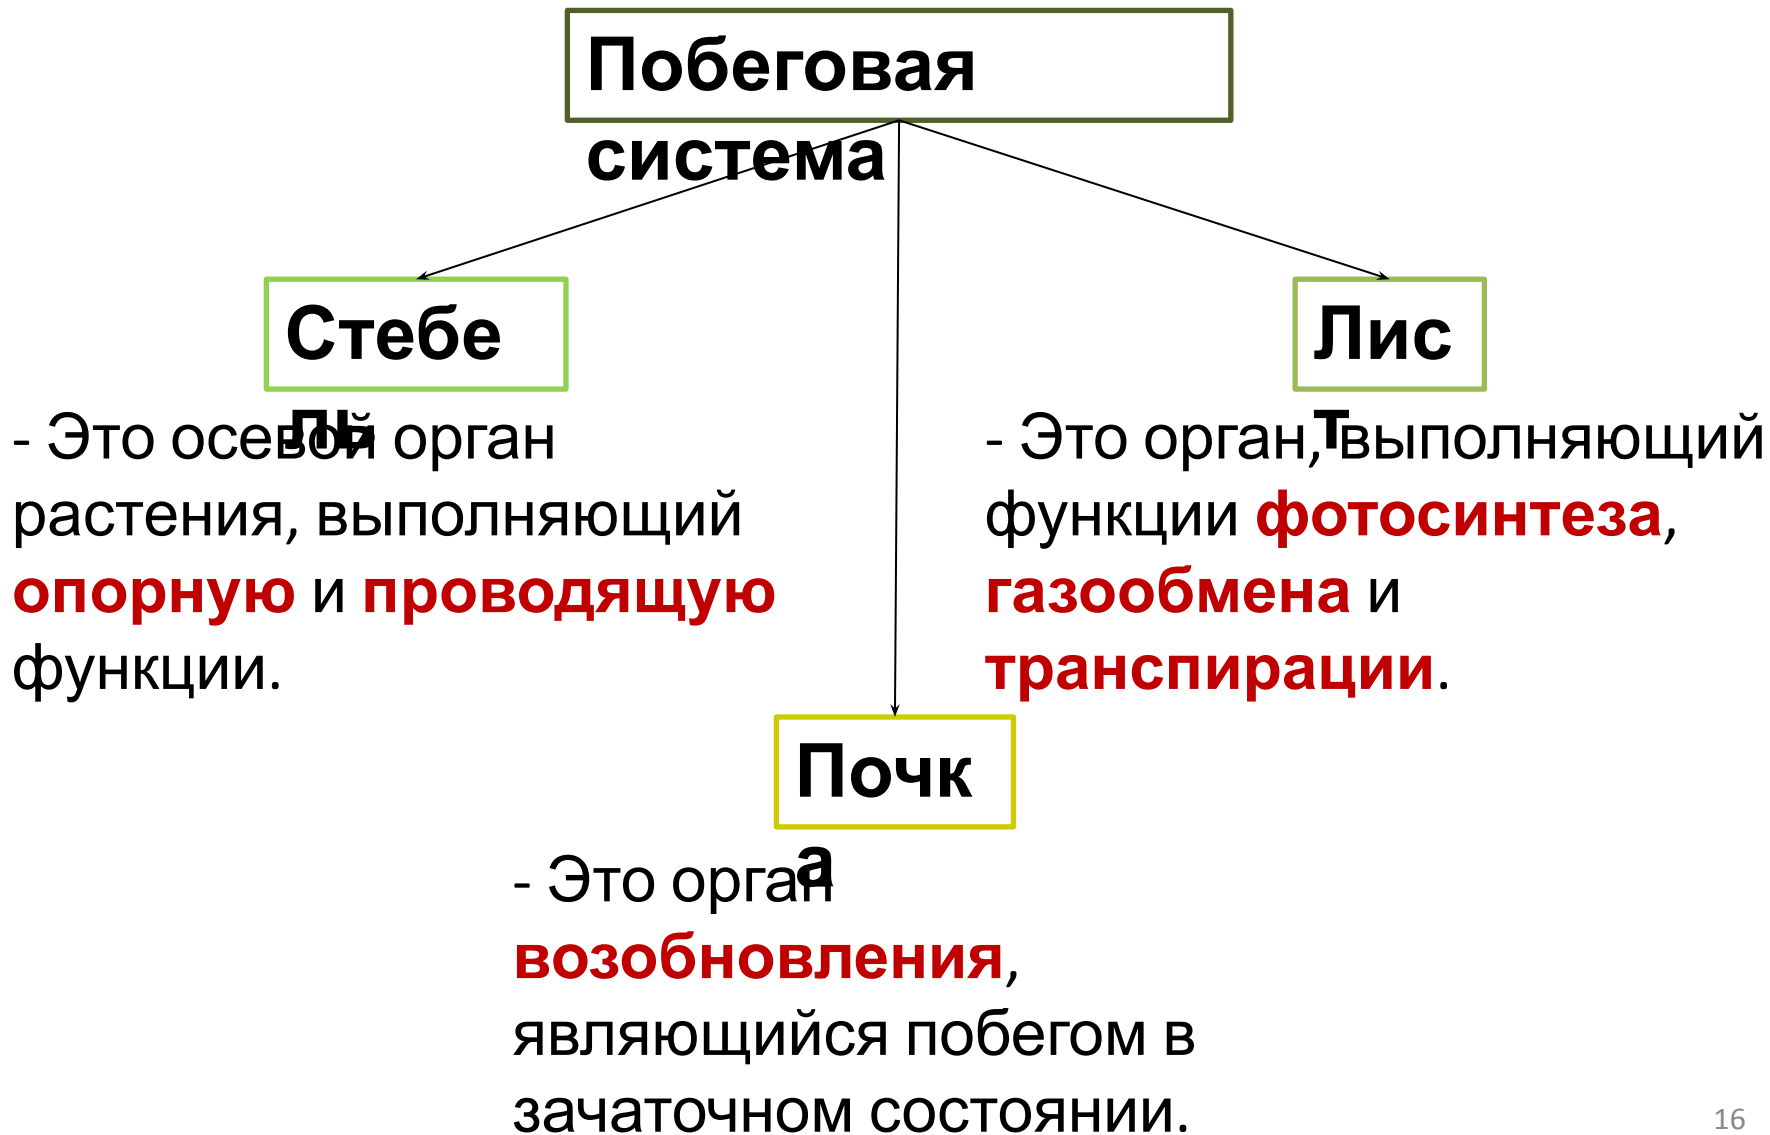 Побеговая
система
Стебе
ль
- Это осевой орган
растения, выполняющий
опорную и проводящую
функции.
Лис
т
- Это орган, выполняющий
функции фотосинтеза,
газообмена и
транспирации.
Почк
а
- Это орган
возобновления,
являющийся побегом в
зачаточном состоянии.
16